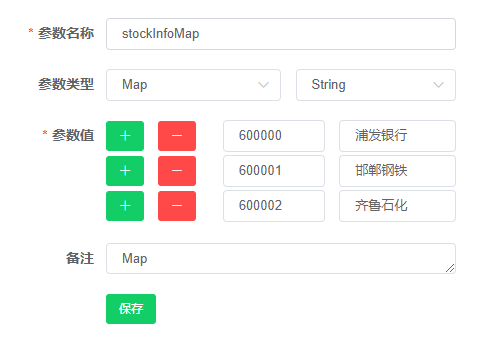 * 参数名称 stockInfoMap
参数类型 Map String
* 参数值 + − 600000 浦发银行
+ − 600001 邯郸钢铁
+ − 600002 齐鲁石化
备注 Map
保存